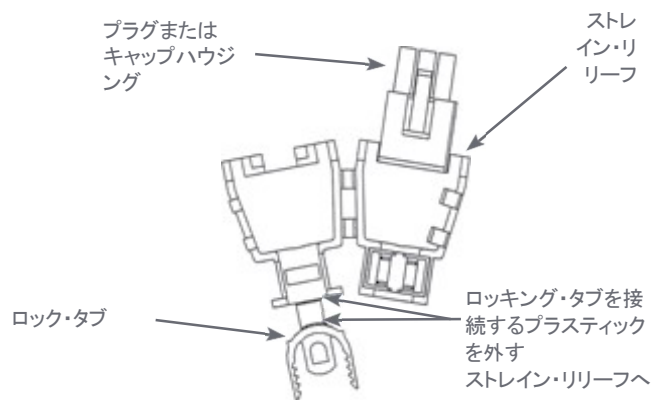 プラグまたは
キャップハウジ
ング
ストレ
イン・リ
リーフ
ロック・タブ
ロッキング・タブを接
続するプラスティック
を外す
ストレイン・リリーフへ